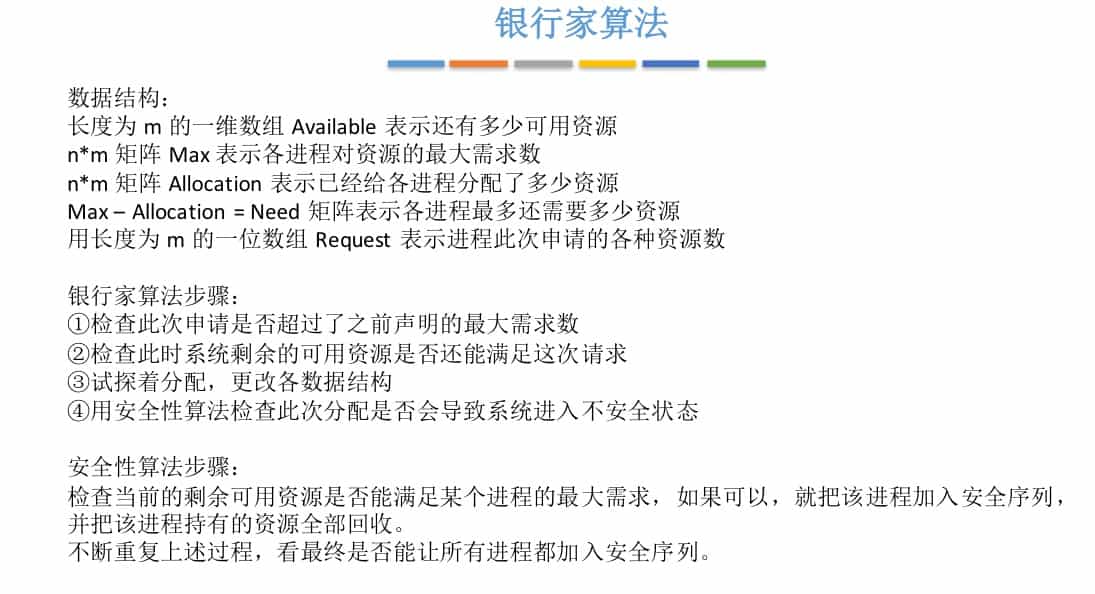 银行家算法
数据结构：
长度为 m 的一维数组 Available 表示还有多少可用资源
n*m 矩阵 Max 表示各进程对资源的最大需求数
n*m 矩阵 Allocation 表示已经给各进程分配了多少资源
Max – Allocation = Need 矩阵表示各进程最多还需要多少资源
用长度为 m 的一位数组 Request 表示进程此次申请的各种资源数
银行家算法步骤：
①检查此次申请是否超过了之前声明的最大需求数
②检查此时系统剩余的可用资源是否还能满足这次请求
③试探着分配，更改各数据结构
④用安全性算法检查此次分配是否会导致系统进入不安全状态
安全性算法步骤：
检查当前的剩余可用资源是否能满足某个进程的最大需求，如果可以，就把该进程加入安全序列，
并把该进程持有的资源全部回收。
不断重复上述过程，看最终是否能让所有进程都加入安全序列。